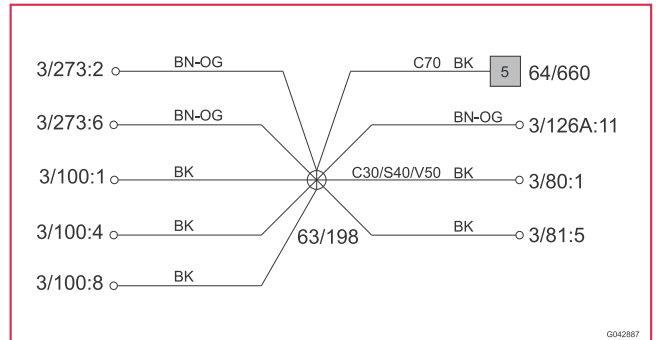 3/273:2 BN-OG C70 BK 5 64/660
3/273:6 BN-OG BN-OG 3/126A:11
3/100:1 BK C30/S40/V50 BK 3/80:1
3/100:4 BK 63/198 BK 3/81:5
3/100:8 BK
G042887